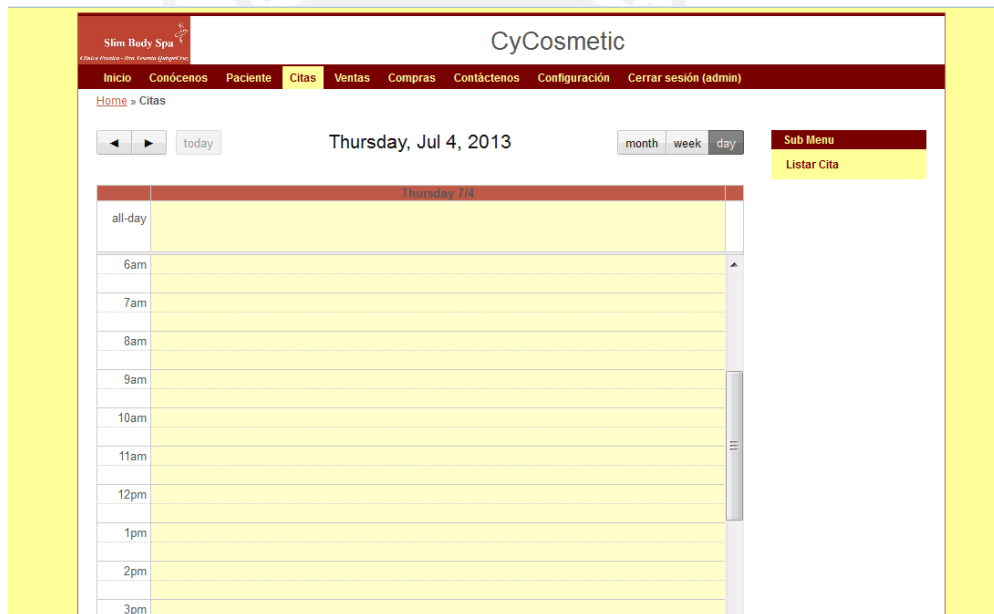 Slim Body Spa
CyCosmetic
Inicio Conócenos Paciente Citas Ventas Compras Contáctenos Configuración Cerrar sesión (admin)
Home » Citas
today
Thursday, Jul 4, 2013
month week day
Sub Menu
Listar Cita
Thursday 7/4
all-day
6am
7am
8am
9am
10am
11am
12pm
1pm
2pm
3pm